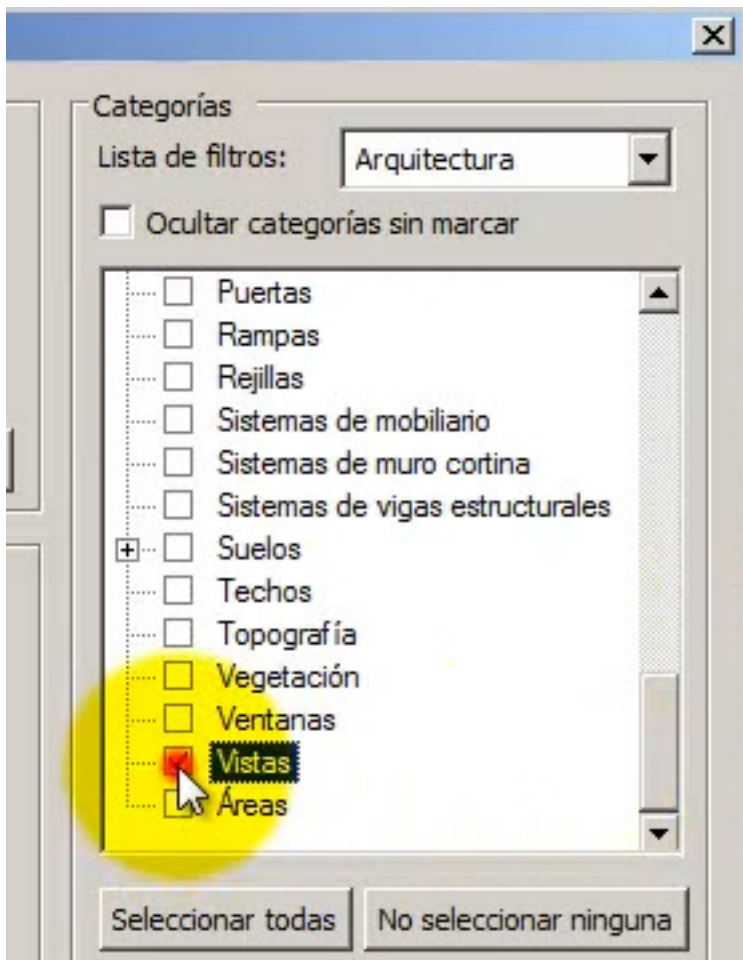 Categorías
Lista de filtros: Arquitectura
Ocultar categorías sin marcar
Puertas
Rampas
Rejillas
Sistemas de mobiliario
Sistemas de muro cortina
Sistemas de vigas estructurales
Suelos
Techos
Topografía
Vegetación
Ventanas
Vistas
Áreas
Seleccionar todas No seleccionar ninguna